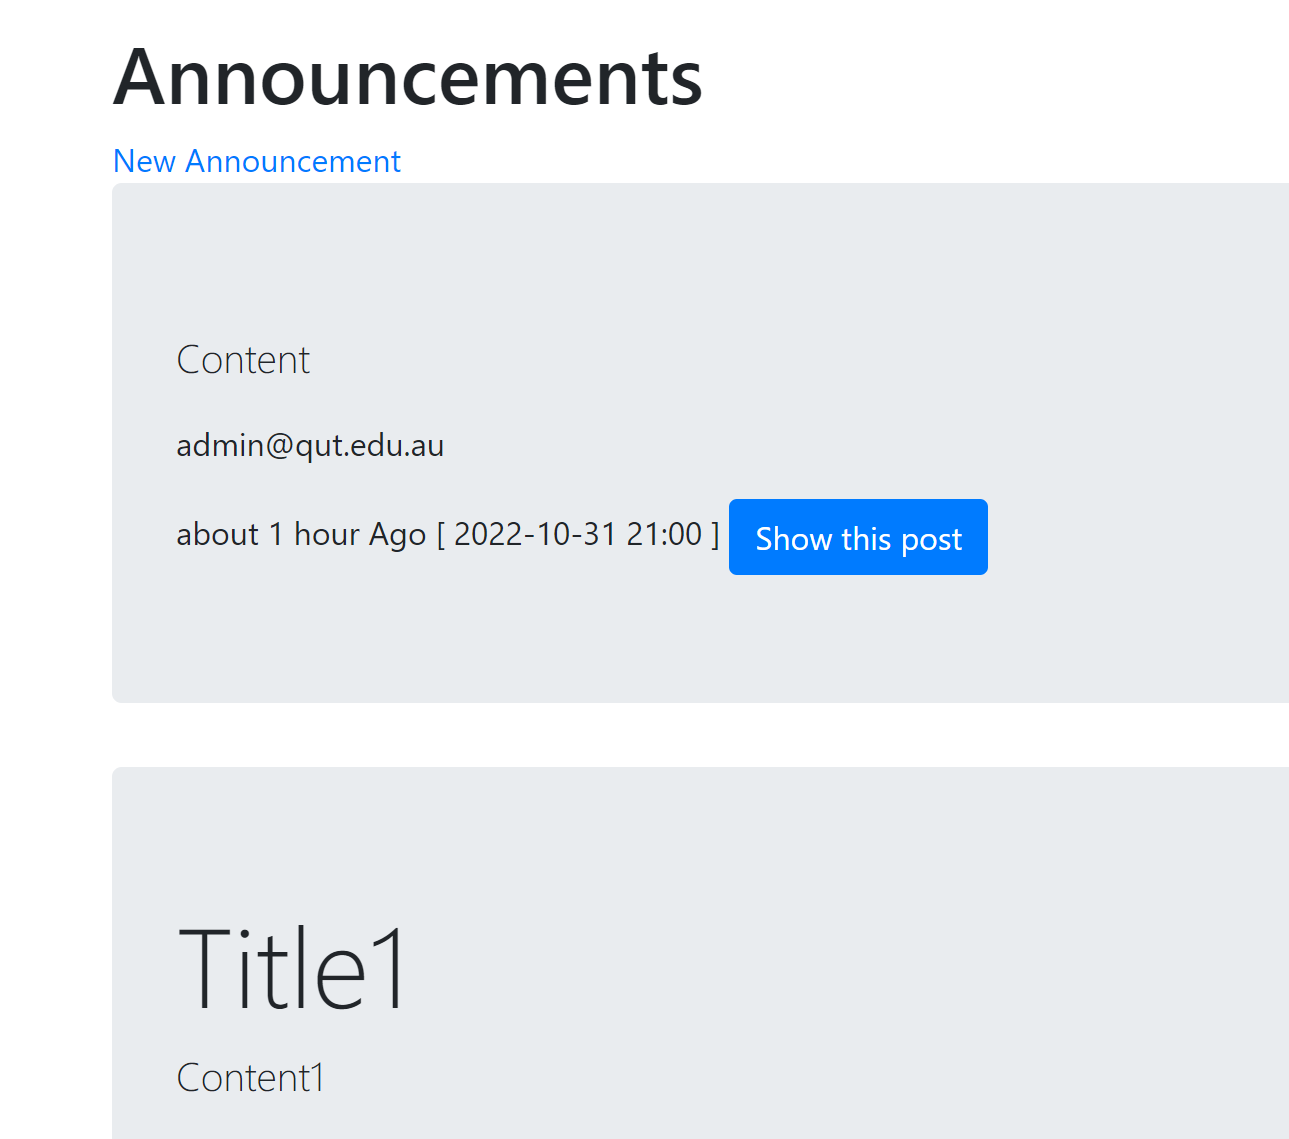 Announcements
New Announcement
Content
admin@qut.edu.au
about 1 hour Ago [ 2022-10-31 21:00 ] Show this post
Title1
Content1